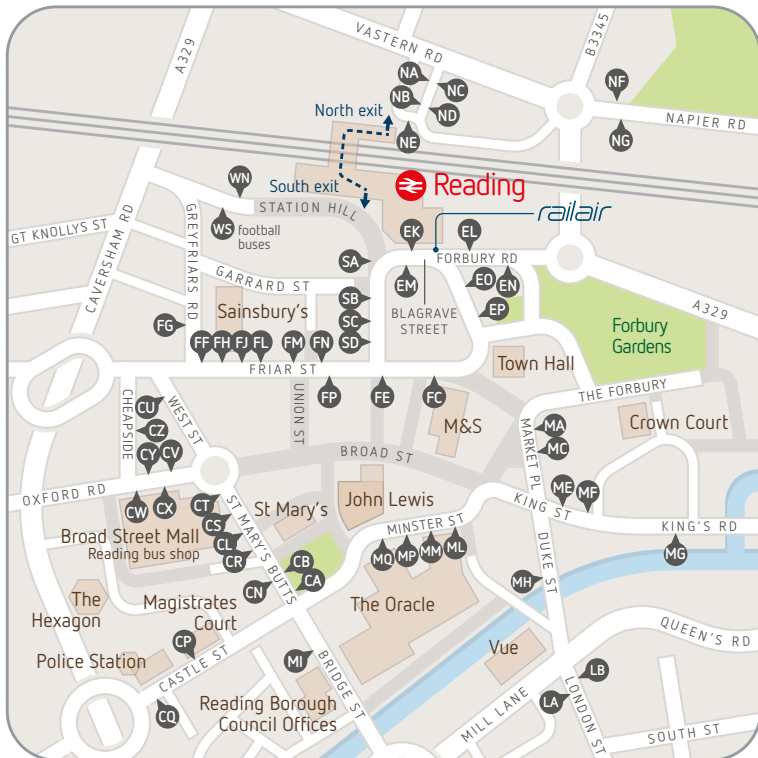 VASTERN RD
B3345
A329
NA
NC
NF
NB
ND
North exit
NAPIER RD
NE
NG
WN
South exit
Reading
STATION HILL
railair
GT KNOLLYS ST
WS
football
buses
EK
EL
CAVERSHAM RD
GREYFRIARS RD
SA
FORBURY RD
GARRARD ST
EM
EO
EN
SB
BLAGRAVE
STREET
EP
A329
Sainsbury's
FG
SC
Forbury
Gardens
FF
FH
FJ
FL
FM
FN
SD
Town Hall
FRIAR ST
FP
FE
FC
THE FORBURY
CHEAPSIDE
CU
WEST ST
UNION ST
M&S
MARKET PL
MA
Crown Court
CZ
MC
CY
CV
BROAD ST
OXFORD RD
CW
CX
CT
St Mary's
John Lewis
ME
MF
KING ST
CS
ST MARY'S BUTTS
MINSTER ST
KING'S RD
Broad Street Mall
Reading bus shop
CL
CR
MQ
MP
MM
ML
MG
CB
DUKE ST
The
Hexagon
Magistrates
Court
CN
CA
The Oracle
MH
CP
QUEEN'S RD
Police Station
CASTLE ST
MI
BRIDGE ST
Vue
LB
CQ
Reading Borough
Council Offices
MILL LANE
LA
LONDON ST
SOUTH ST